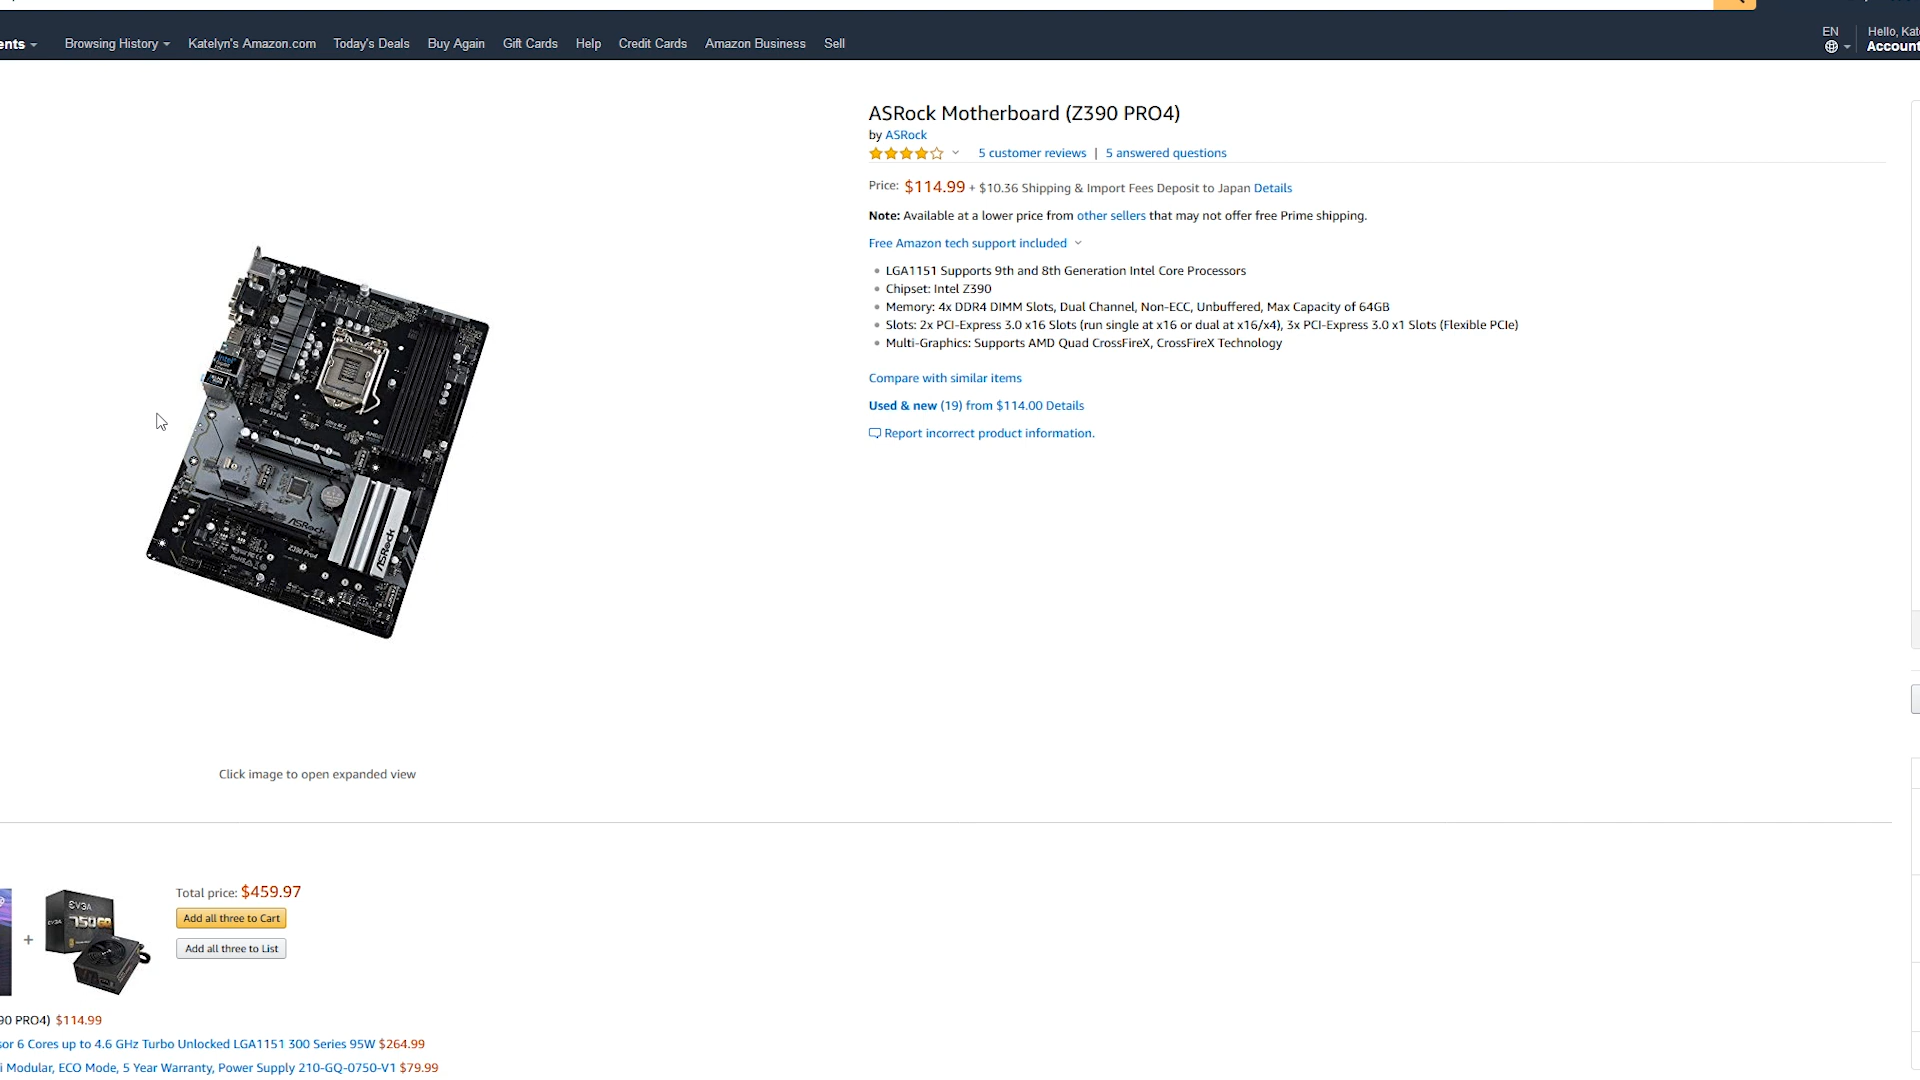 ents
Browsing History
Katelyn's Amazon.com
Today's Deals
Buy Again
Gift Cards
Help
Credit Cards
Amazon Business
Sell
EN
Hello, Kat
Account
ASRock Motherboard (Z390 PRO4)
by ASRock
5 customer reviews | 5 answered questions
Price: $114.99 + $10.36 Shipping & Import Fees Deposit to Japan Details
Note: Available at a lower price from other sellers that may not offer free Prime shipping.
Free Amazon tech support included
LGA1151 Supports 9th and 8th Generation Intel Core Processors
Chipset: Intel Z390
Memory: 4x DDR4 DIMM Slots, Dual Channel, Non-ECC, Unbuffered, Max Capacity of 64GB
Slots: 2x PCI-Express 3.0 x16 Slots (run single at x16 or dual at x16/x4), 3x PCI-Express 3.0 x1 Slots (Flexible PCIe)
Multi-Graphics: Supports AMD Quad CrossFireX, CrossFireX Technology
Compare with similar items
Used & new (19) from $114.00 Details
Report incorrect product information.
ASRock
Z390 Pro4
ASRock
Click image to open expanded view
EVGA
750GQ
+
Total price: $459.97
Add all three to Cart
Add all three to List
90 PRO4) $114.99
sor 6 Cores up to 4.6 GHz Turbo Unlocked LGA1151 300 Series 95W $264.99
i Modular, ECO Mode, 5 Year Warranty, Power Supply 210-GQ-0750-V1 $79.99